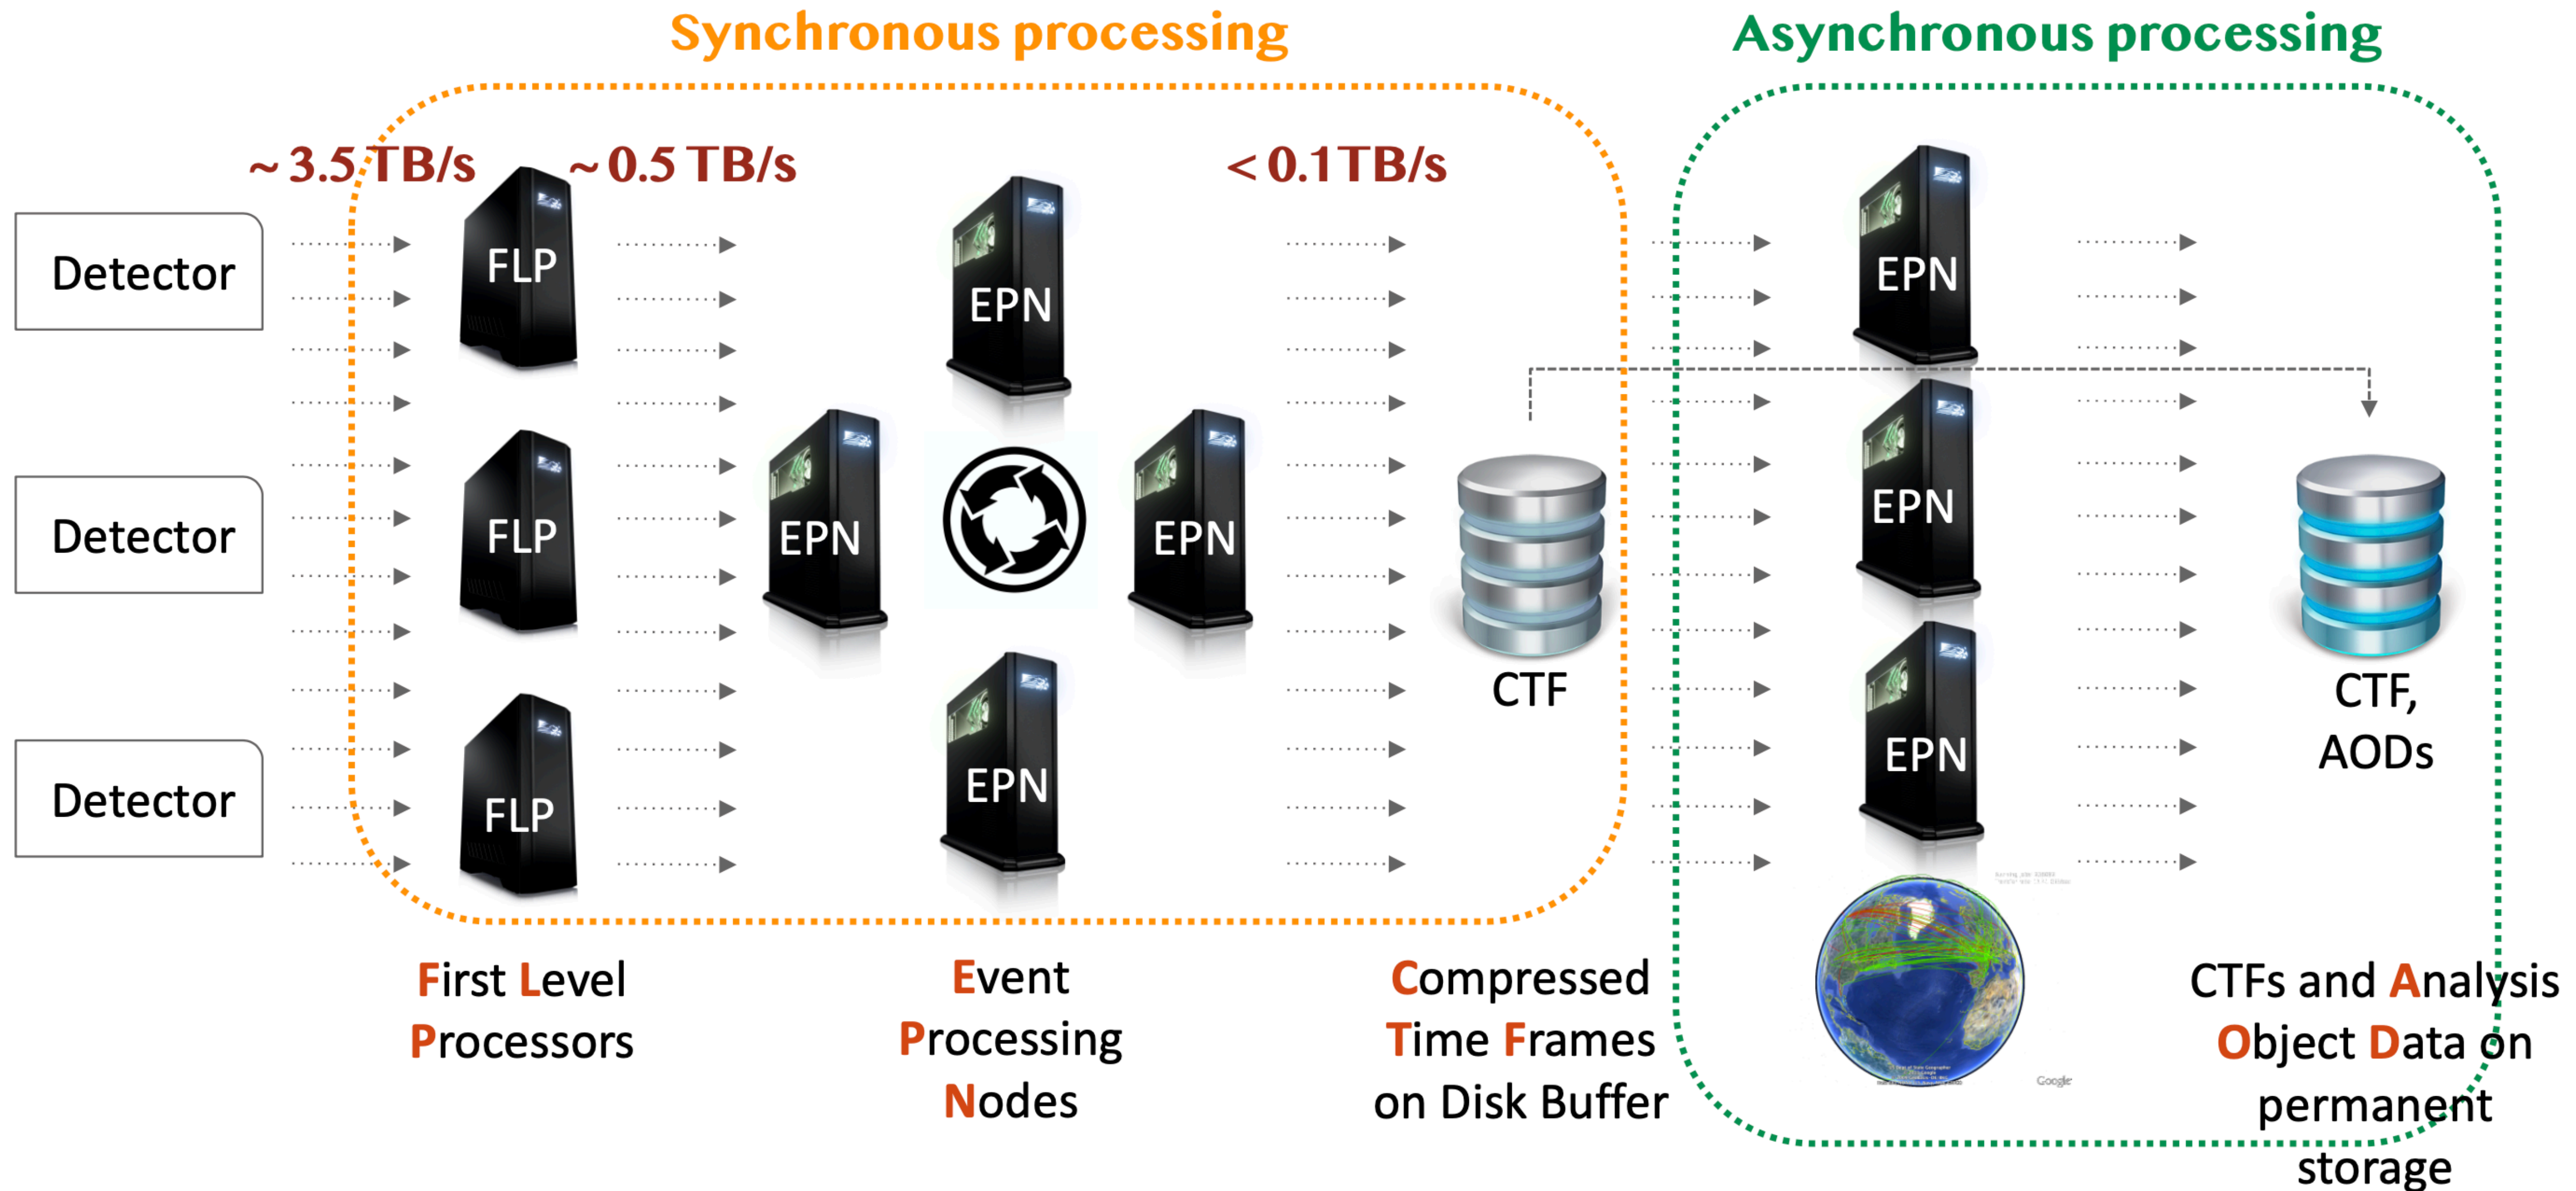 Synchronous processing
Asynchronous processing
~ 3.5 TB/s
~ 0.5 TB/s
< 0.1TB/s
Detector
Detector
Detector
FLP
FLP
FLP
EPN
EPN
EPN
EPN
CTF
EPN
EPN
EPN
CTF,
AODs
First Level
Processors
Event
Processing
Nodes
Compressed
Time Frames
on Disk Buffer
Google
CTFs and Analysis
Object Data on
permanent
storage